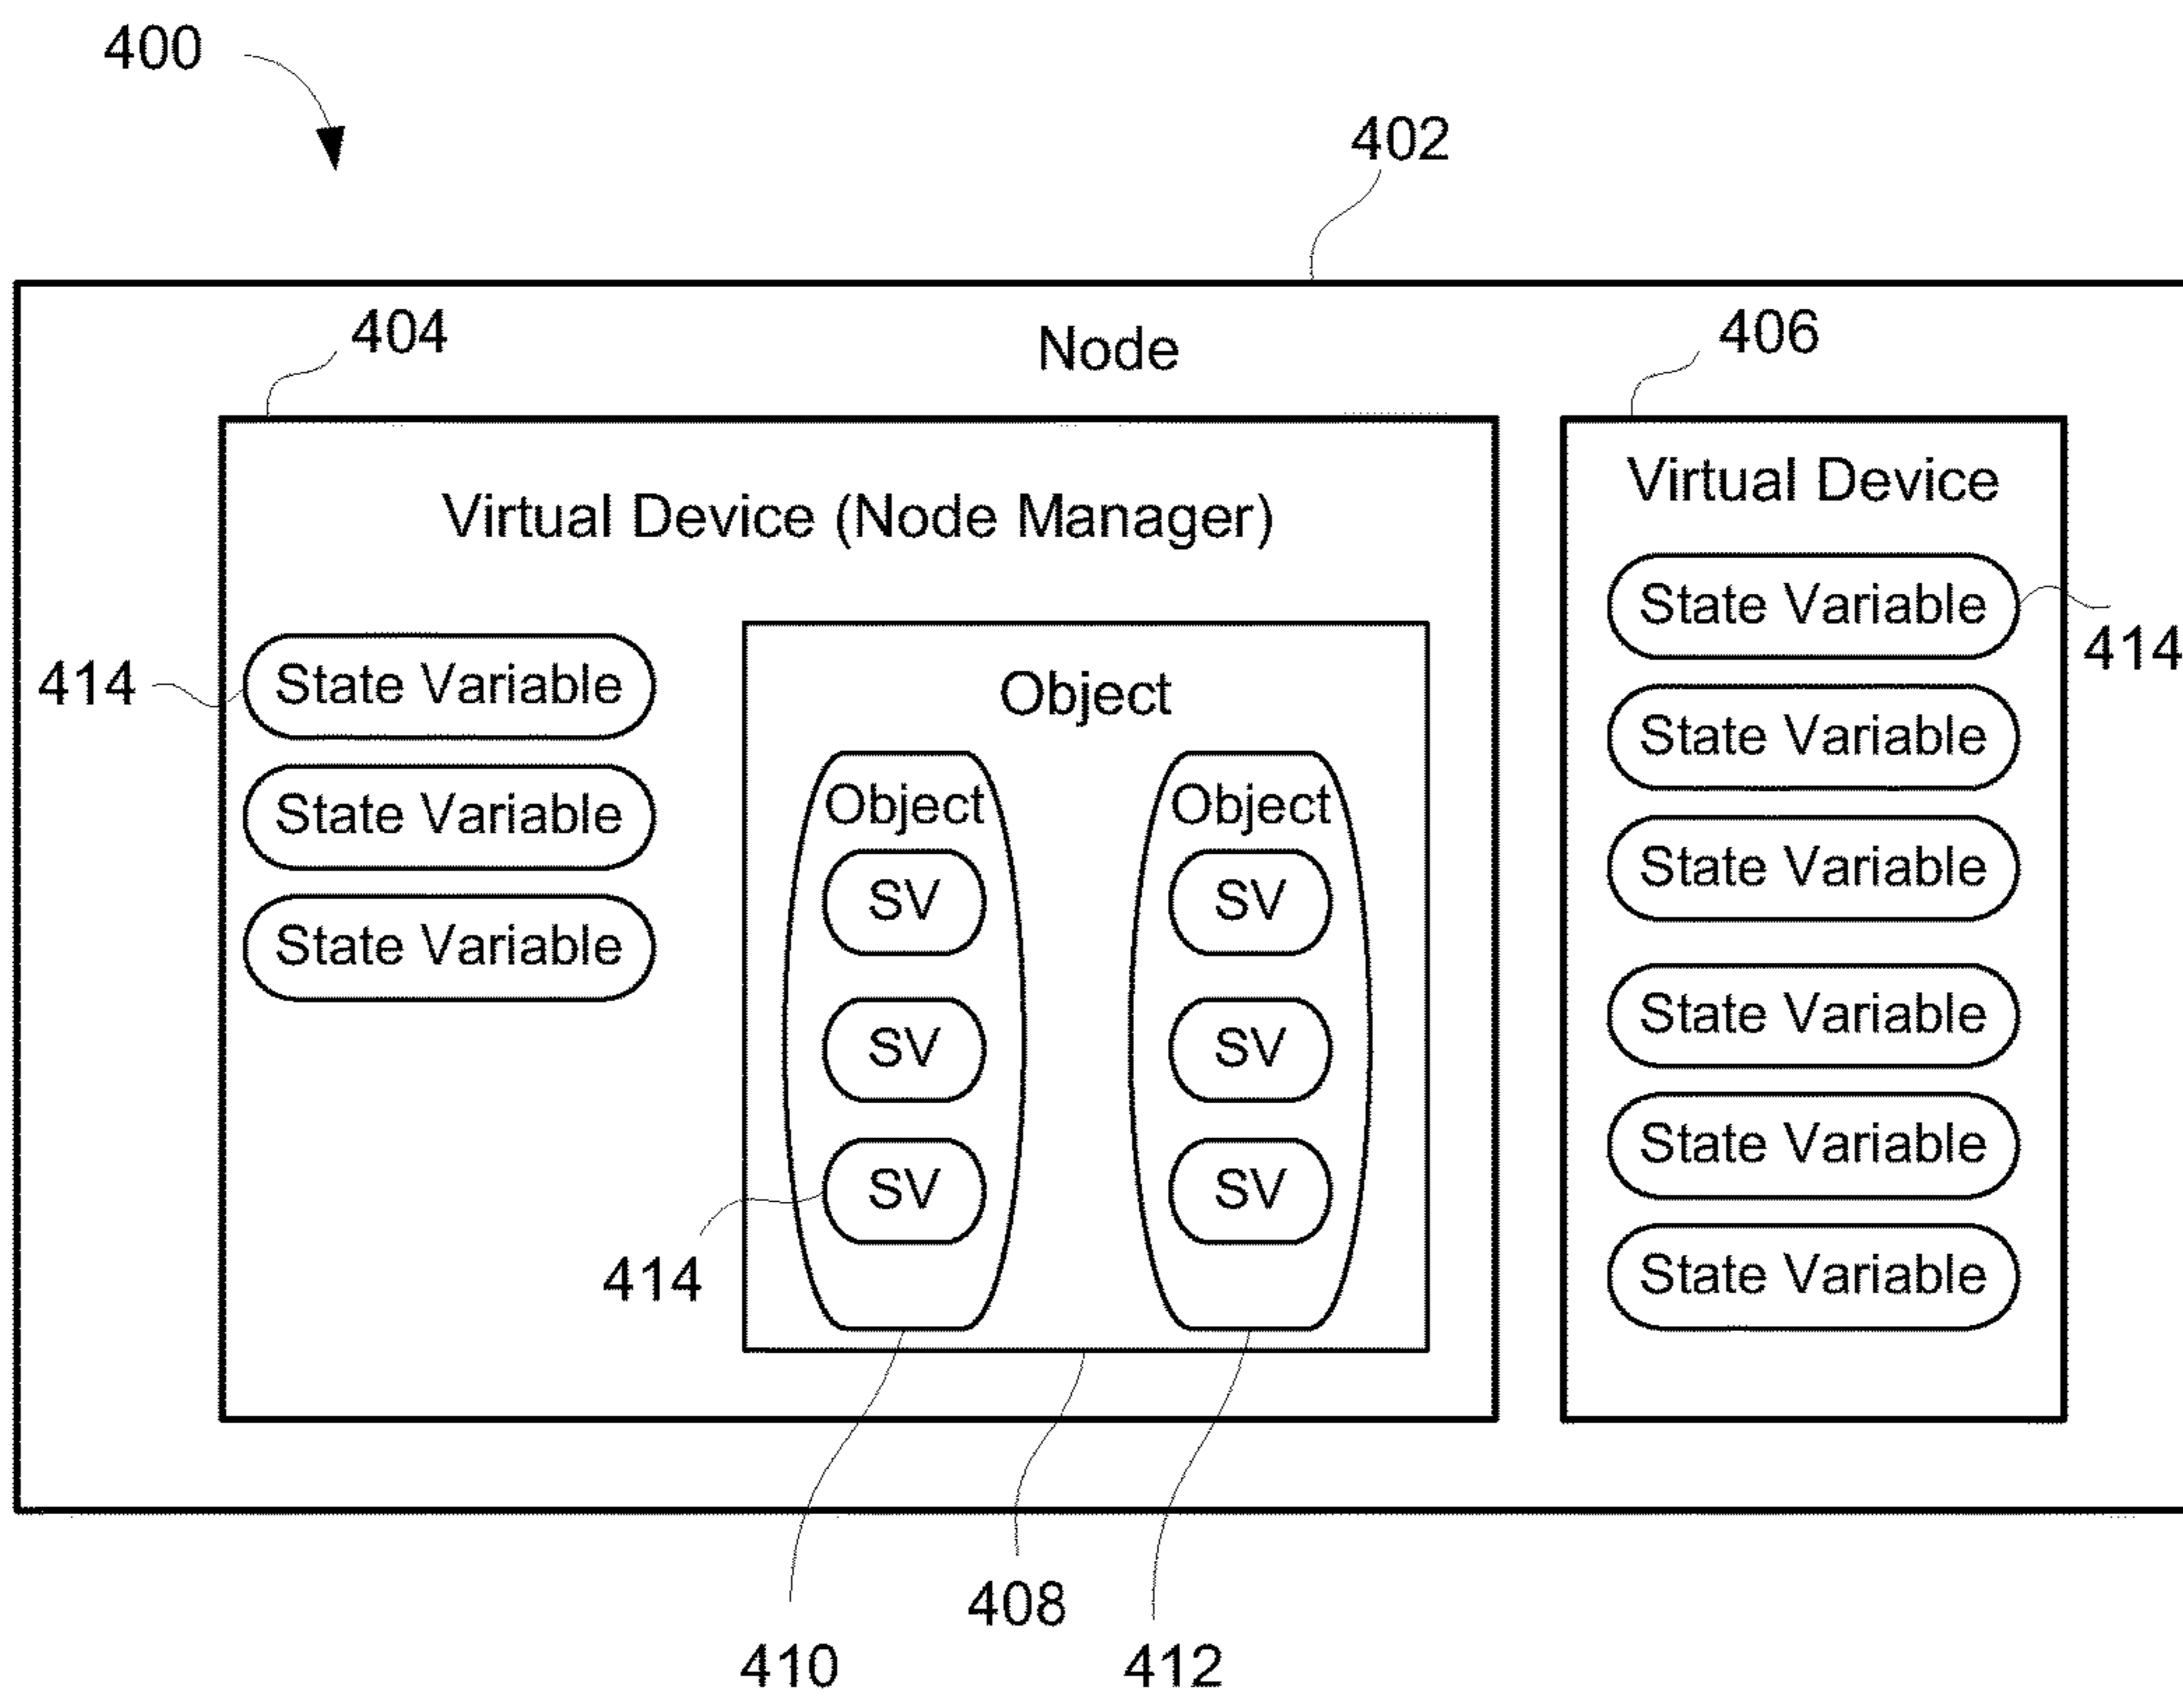 400
402
404
Node
406
Virtual Device (Node Manager)
Virtual Device
State Variable
414
414
State Variable
Object
State Variable
Object
Object
State Variable
State Variable
SV
SV
State Variable
State Variable
State Variable
SV
SV
State Variable
SV
SV
414
State Variable
408
410
412